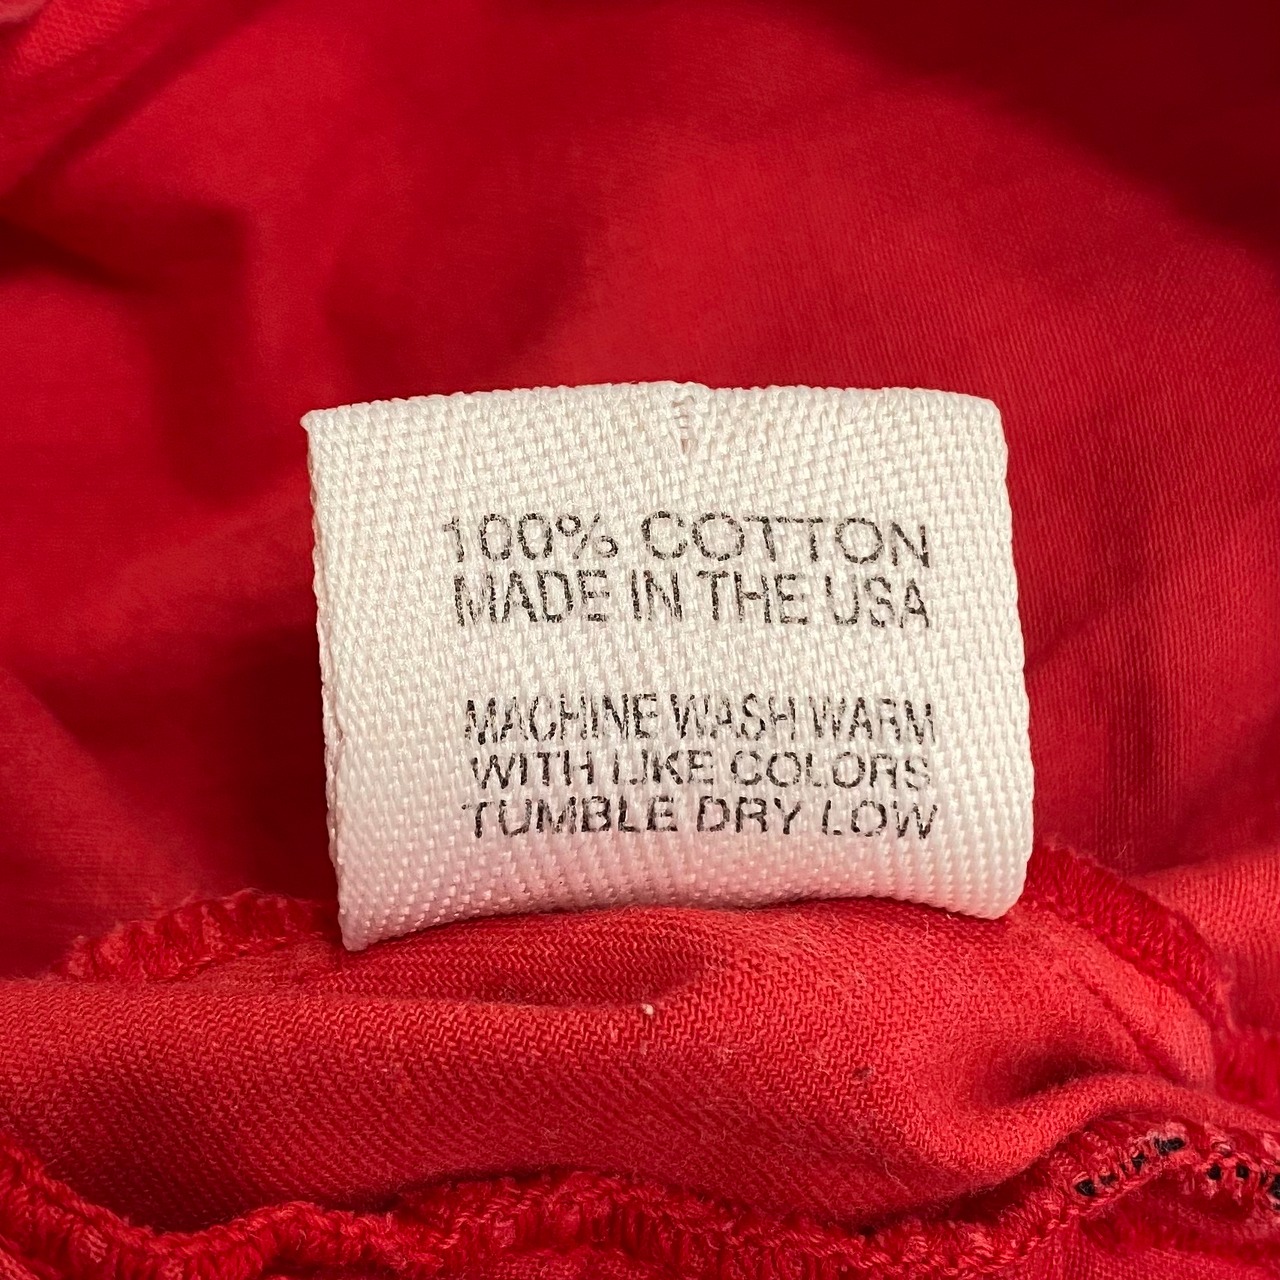 100% COTTON
MADE IN THE USA
MACHINE WASH WARM
WITH LIKE COLORS
TUMBLE DRY LOW